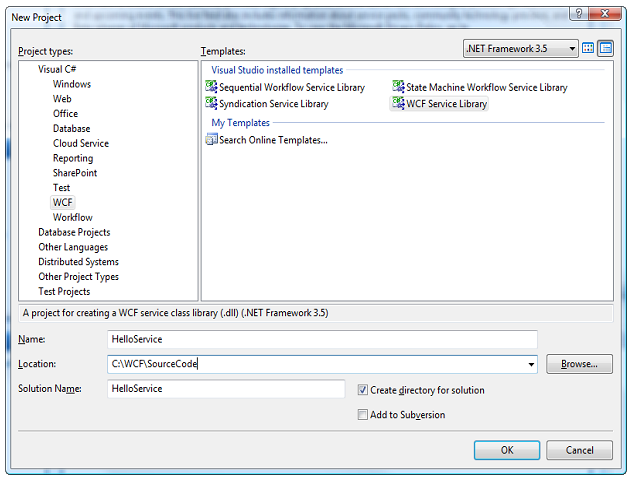 New Project
Project types:
Templates:
.NET Framework 3.5
Visual C#
Windows
Web
Office
Database
Cloud Service
Reporting
SharePoint
Test
WCF
Workflow
Database Projects
Other Languages
Distributed Systems
Other Project Types
Test Projects
Visual Studio installed templates
Sequential Workflow Service Library
State Machine Workflow Service Library
Syndication Service Library
WCF Service Library
My Templates
Search Online Templates...
A project for creating a WCF service class library (.dll) (.NET Framework 3.5)
Name: HelloService
Location: C:\WCF\SourceCode Browse...
Solution Name: HelloService Create directory for solution
Add to Subversion
OK Cancel